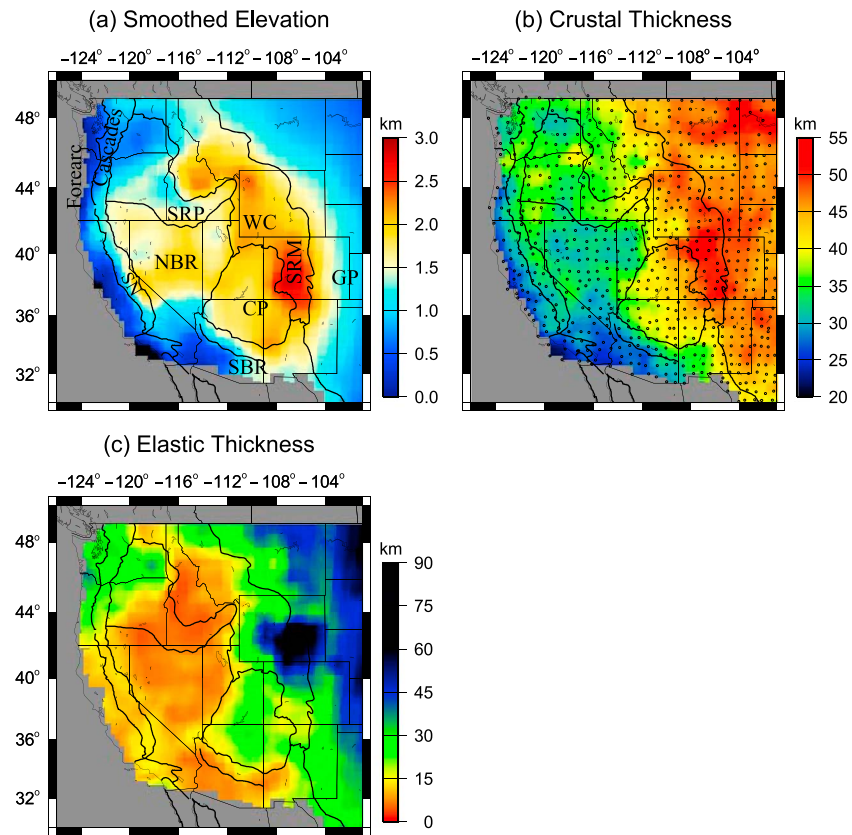 (a) Smoothed Elevation
−124° −120° −116° −112° −108° −104°
48°
44°
40°
36°
32°
Forearc
Cascades
SRP
WC
NBR
SN
SRM
GP
CP
SBR
km
3.0
2.5
2.0
1.5
1.0
0.5
0.0
(b) Crustal Thickness
−124° −120° −116° −112° −108° −104°
48°
44°
40°
36°
32°
km
55
50
45
40
35
30
25
20
(c) Elastic Thickness
−124° −120° −116° −112° −108° −104°
48°
44°
40°
36°
32°
km
90
75
60
45
30
15
0